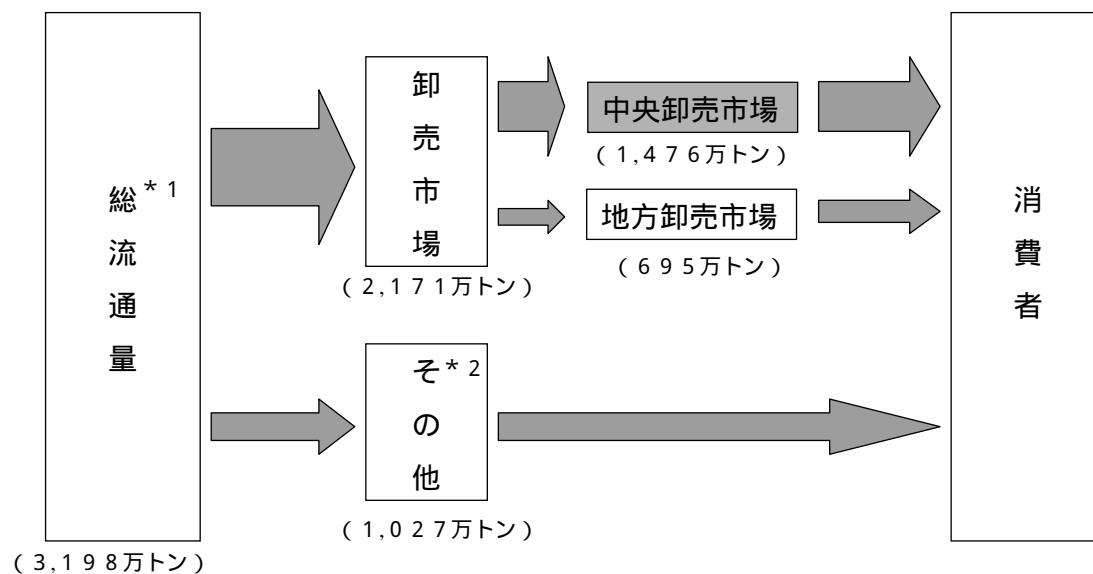 総*1流通量
(3,198万トン)
卸売市場
(2,171万トン)
中央卸売市場
(1,476万トン)
地方卸売市場
(695万トン)
その*2他
(1,027万トン)
消費者